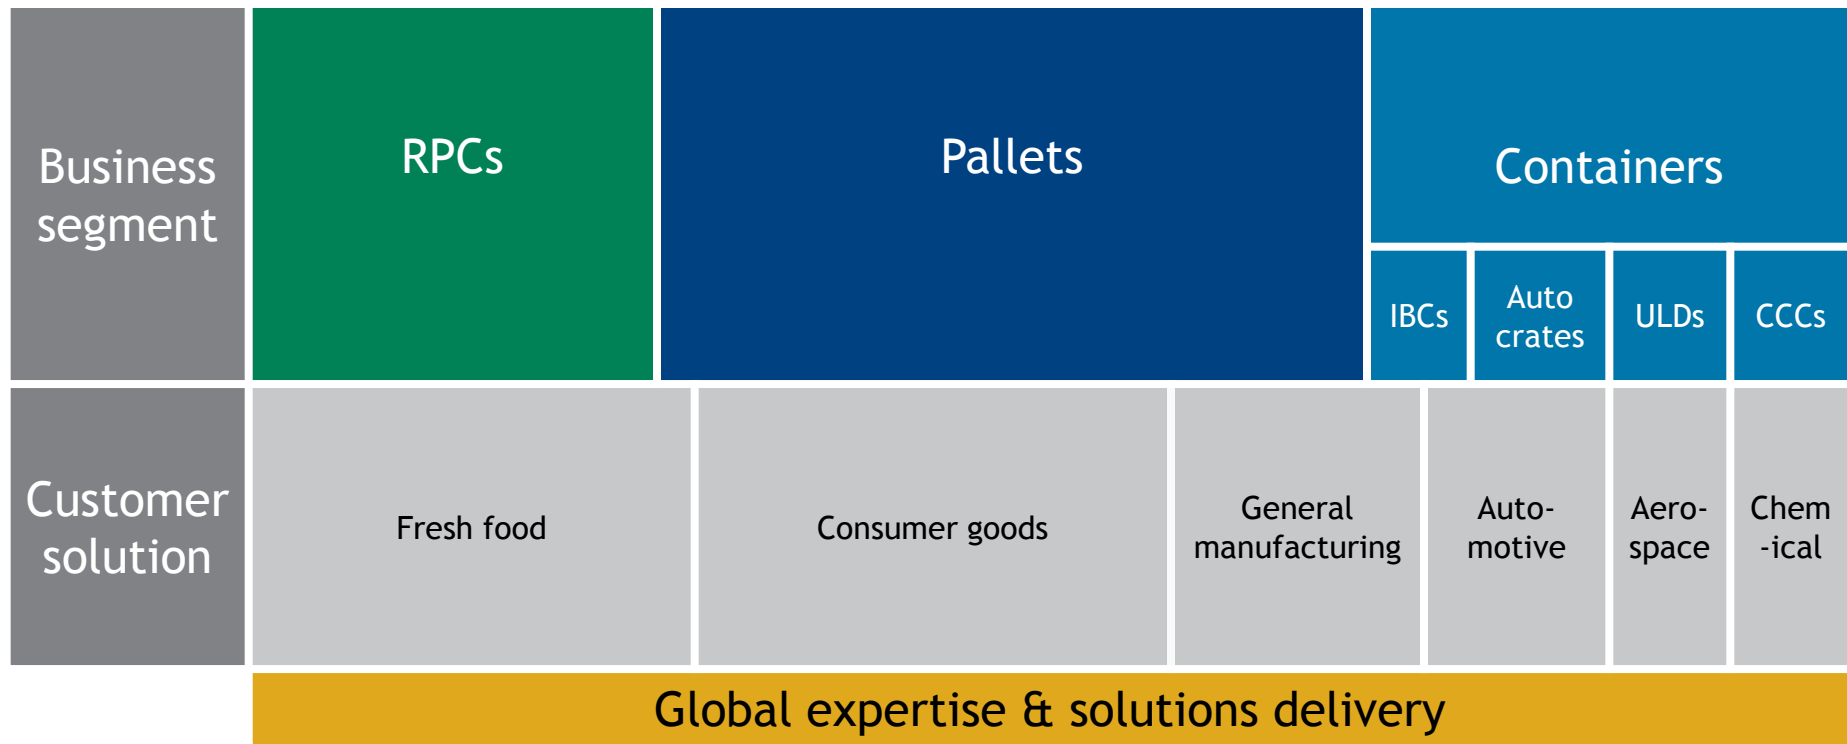 Business
segment
RPCs
Pallets
Containers
IBCs
Auto
crates
ULDs
CCCs
Customer
solution
Fresh food
Consumer goods
General
manufacturing
Auto-
motive
Aero-
space
Chem
-ical
Global expertise & solutions delivery